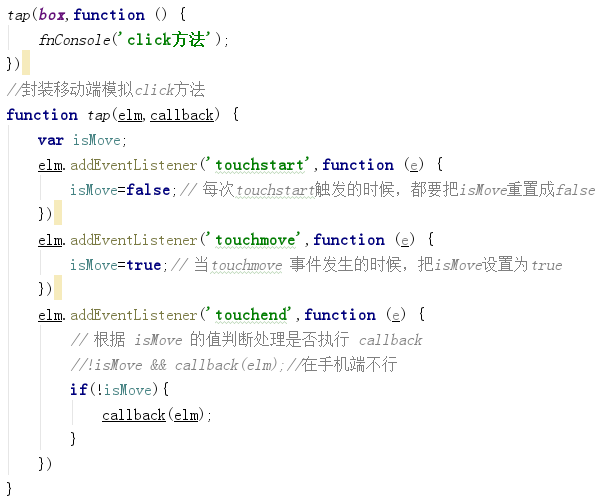 tap(box,function () {
fnConsole('click方法');
})
//封装移动端模拟click方法
function tap(elm,callback) {
var isMove;
elm.addEventListener('touchstart',function (e) {
isMove=false;// 每次touchstart触发的时候，都要把isMove重置成false
})
elm.addEventListener('touchmove',function (e) {
isMove=true;// 当touchmove 事件发生的时候，把isMove设置为true
})
elm.addEventListener('touchend',function (e) {
// 根据 isMove 的值判断处理是否执行 callback
//!isMove && callback(elm);//在手机端不行
if(!isMove){
callback(elm);
}
})
}